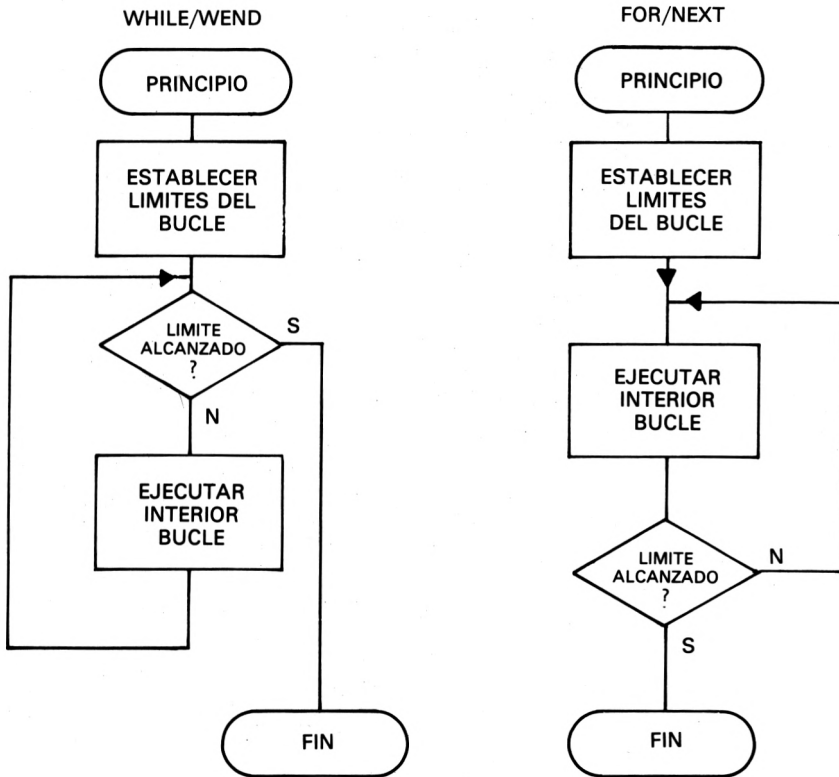 WHILE/WEND
PRINCIPIO
ESTABLECER
LIMITES DEL
BUCLE
LIMITE
ALCANZADO
?
S
N
EJECUTAR
INTERIOR
BUCLE
FIN
FOR/NEXT
PRINCIPIO
ESTABLECER
LIMITES
DEL BUCLE
EJECUTAR
INTERIOR
BUCLE
LIMITE
ALCANZADO
?
N
S
FIN